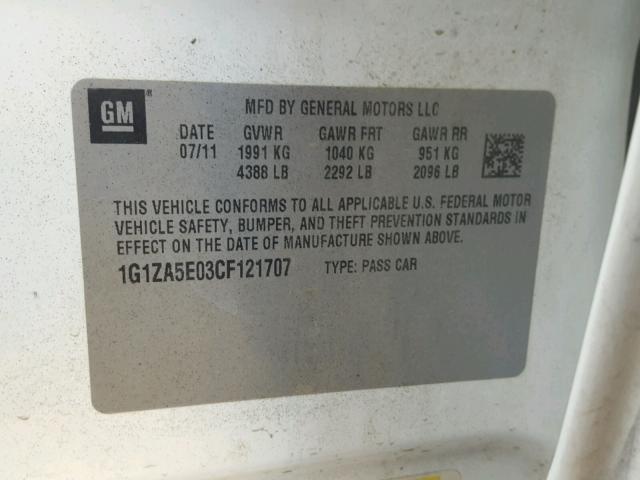 GM ®
MFD BY GENERAL MOTORS LLC
DATE GVWR GAWR FRT GAWR RR
07/11 1991 KG 1040 KG 951 KG
4388 LB 2292 LB 2096 LB
THIS VEHICLE CONFORMS TO ALL APPLICABLE U.S. FEDERAL MOTOR
VEHICLE SAFETY, BUMPER, AND THEFT PREVENTION STANDARDS IN
EFFECT ON THE DATE OF MANUFACTURE SHOWN ABOVE.
1G1ZA5E03CF121707 TYPE: PASS CAR